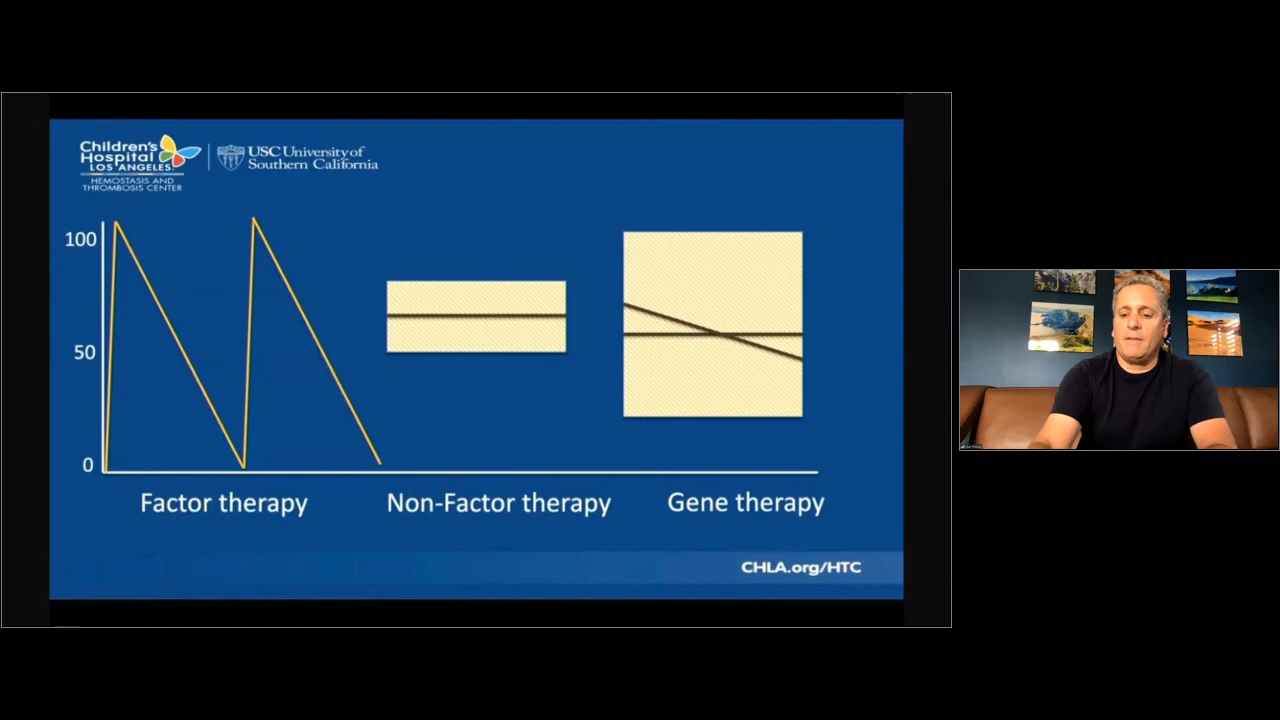 Children's
Hospital
LOS ANGELES
HEMOSTASIS AND
THROMBOSIS CENTER
USC University of
Southern California
100
50
0
Factor therapy
Non-Factor therapy
Gene therapy
CHLA.org/HTC